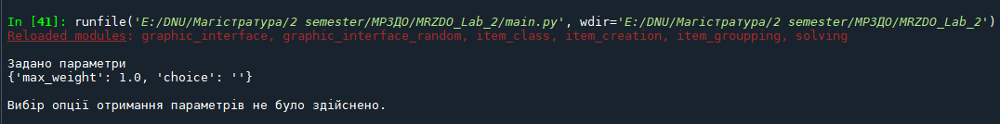 In [41]: runfile('E:/DNU/Магістратура/2 semester/МРЗДО/MRZDO_Lab_2/main.py', wdir='E:/DNU/Магістратура/2 semester/МРЗДО/MRZDO_Lab_2')
Reloaded modules: graphic_interface, graphic_interface_random, item_class, item_creation, item_groupping, solving
Задано параметри
{'max_weight': 1.0, 'choice': ''}
Вибір опції отримання параметрів не було здійснено.